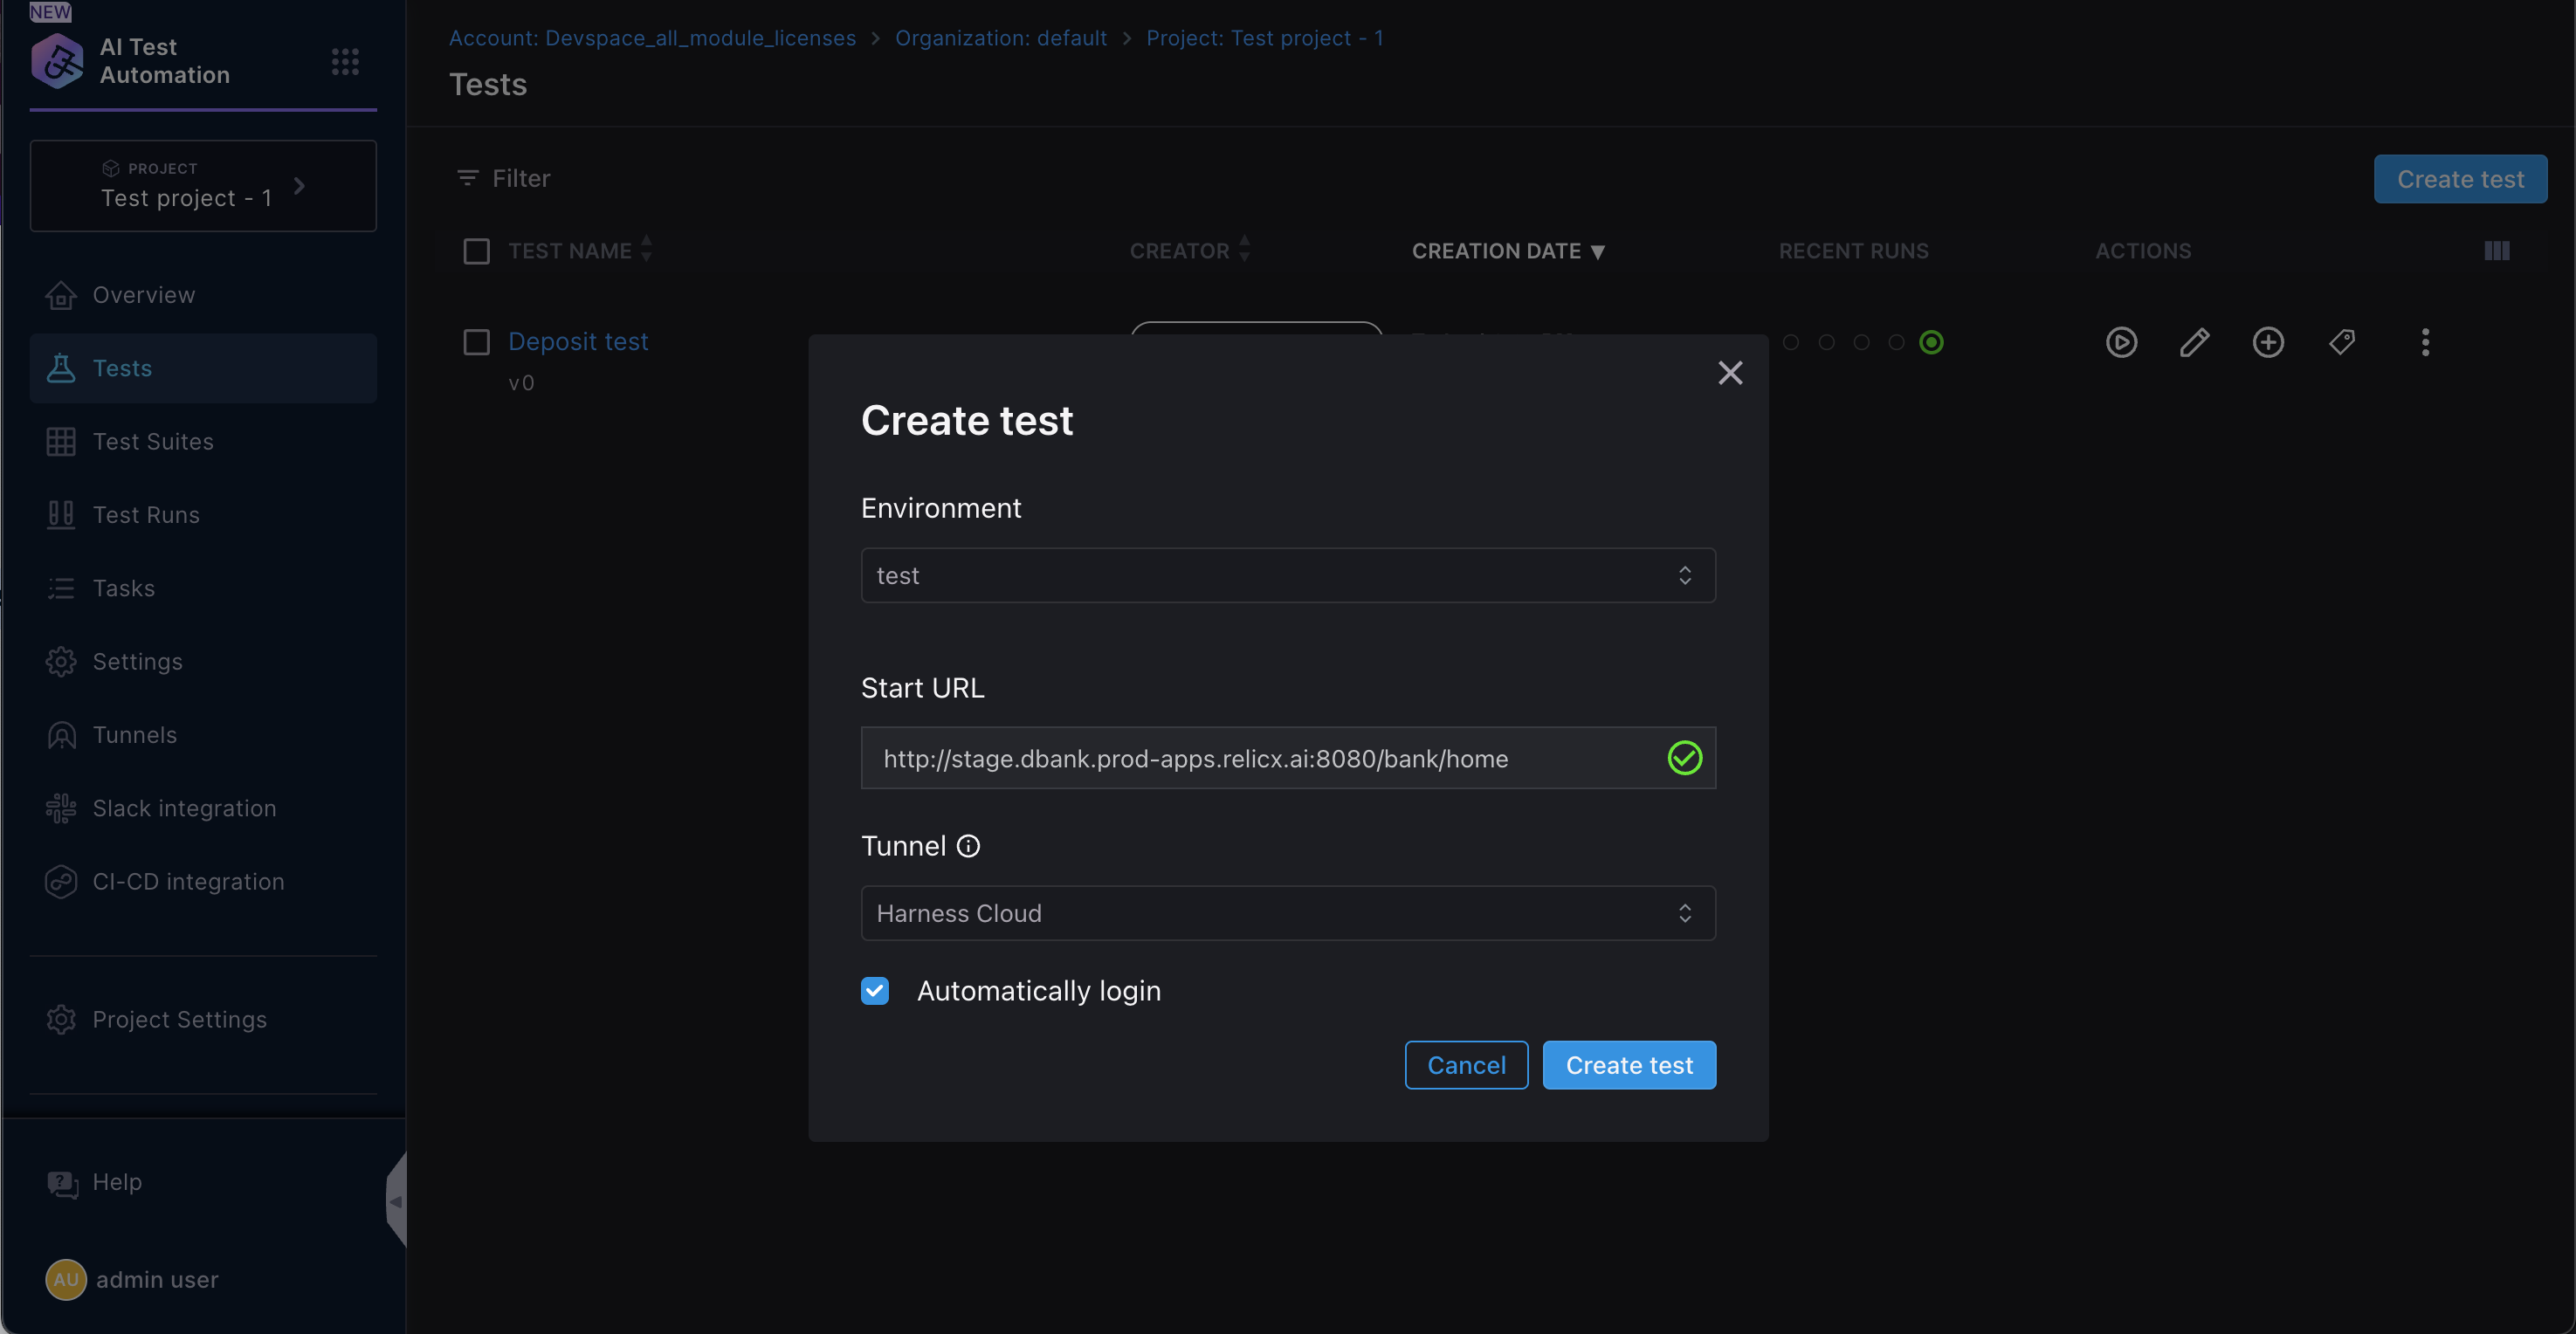 NEW
AI Test
Automation
PROJECT
Test project - 1
Overview
Tests
Test Suites
Test Runs
Tasks
Settings
Tunnels
Slack integration
CI-CD integration
Project Settings
Help
AU admin user
Account: Devspace_all_module_licenses > Organization: default > Project: Test project - 1
Tests
Filter
Create test
TEST NAME CREATOR CREATION DATE RECENT RUNS ACTIONS
Deposit test
v0
Create test
Environment
test
Start URL
http://stage.dbank.prod-apps.relicx.ai:8080/bank/home
Tunnel
Harness Cloud
Automatically login
Cancel Create test